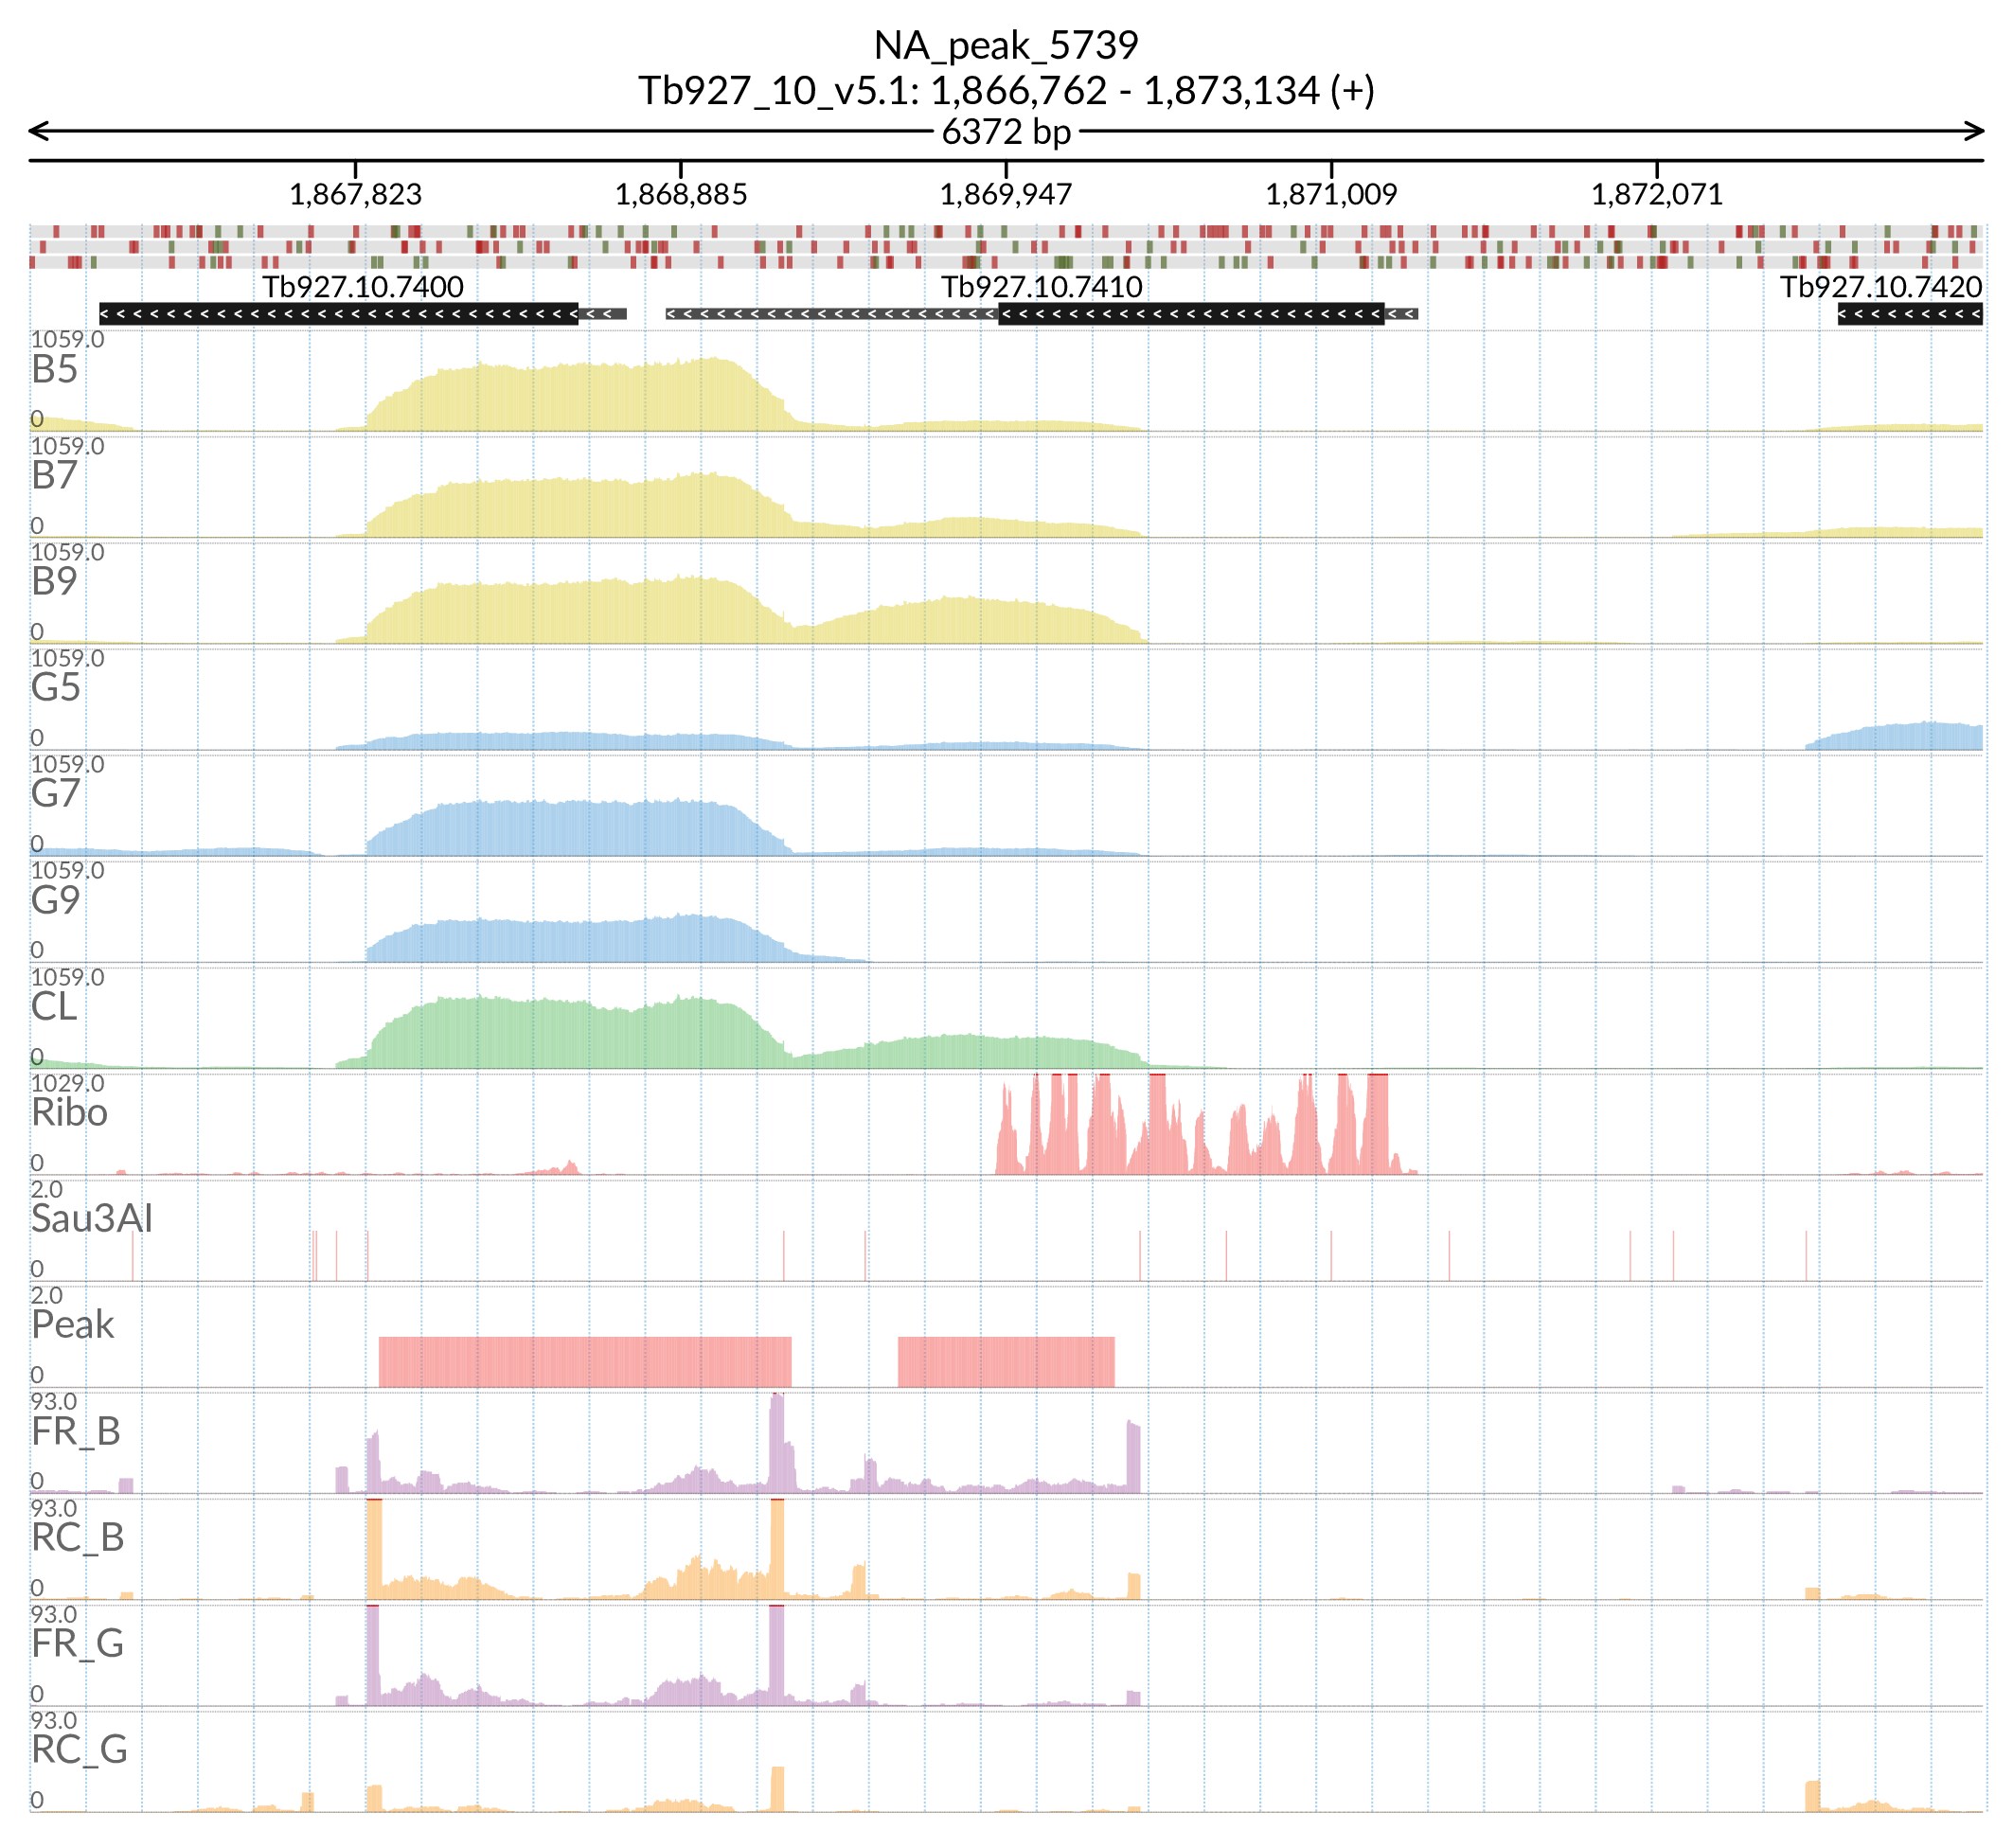 NA_peak_5739
Tb927_10_v5.1: 1,866,762 - 1,873,134 (+)
6372 bp
1,867,823 1,868,885 1,869,947 1,871,009 1,872,071
Tb927.10.7400 Tb927.10.7410 Tb927.10.7420
1059.0
B5
0
1059.0
B7
0
1059.0
B9
0
1059.0
G5
0
1059.0
G7
0
1059.0
G9
0
1059.0
CL
0
1029.0
Ribo
0
2.0
Sau3AI
0
2.0
Peak
0
93.0
FR_B
0
93.0
RC_B
0
93.0
FR_G
0
93.0
RC_G
0